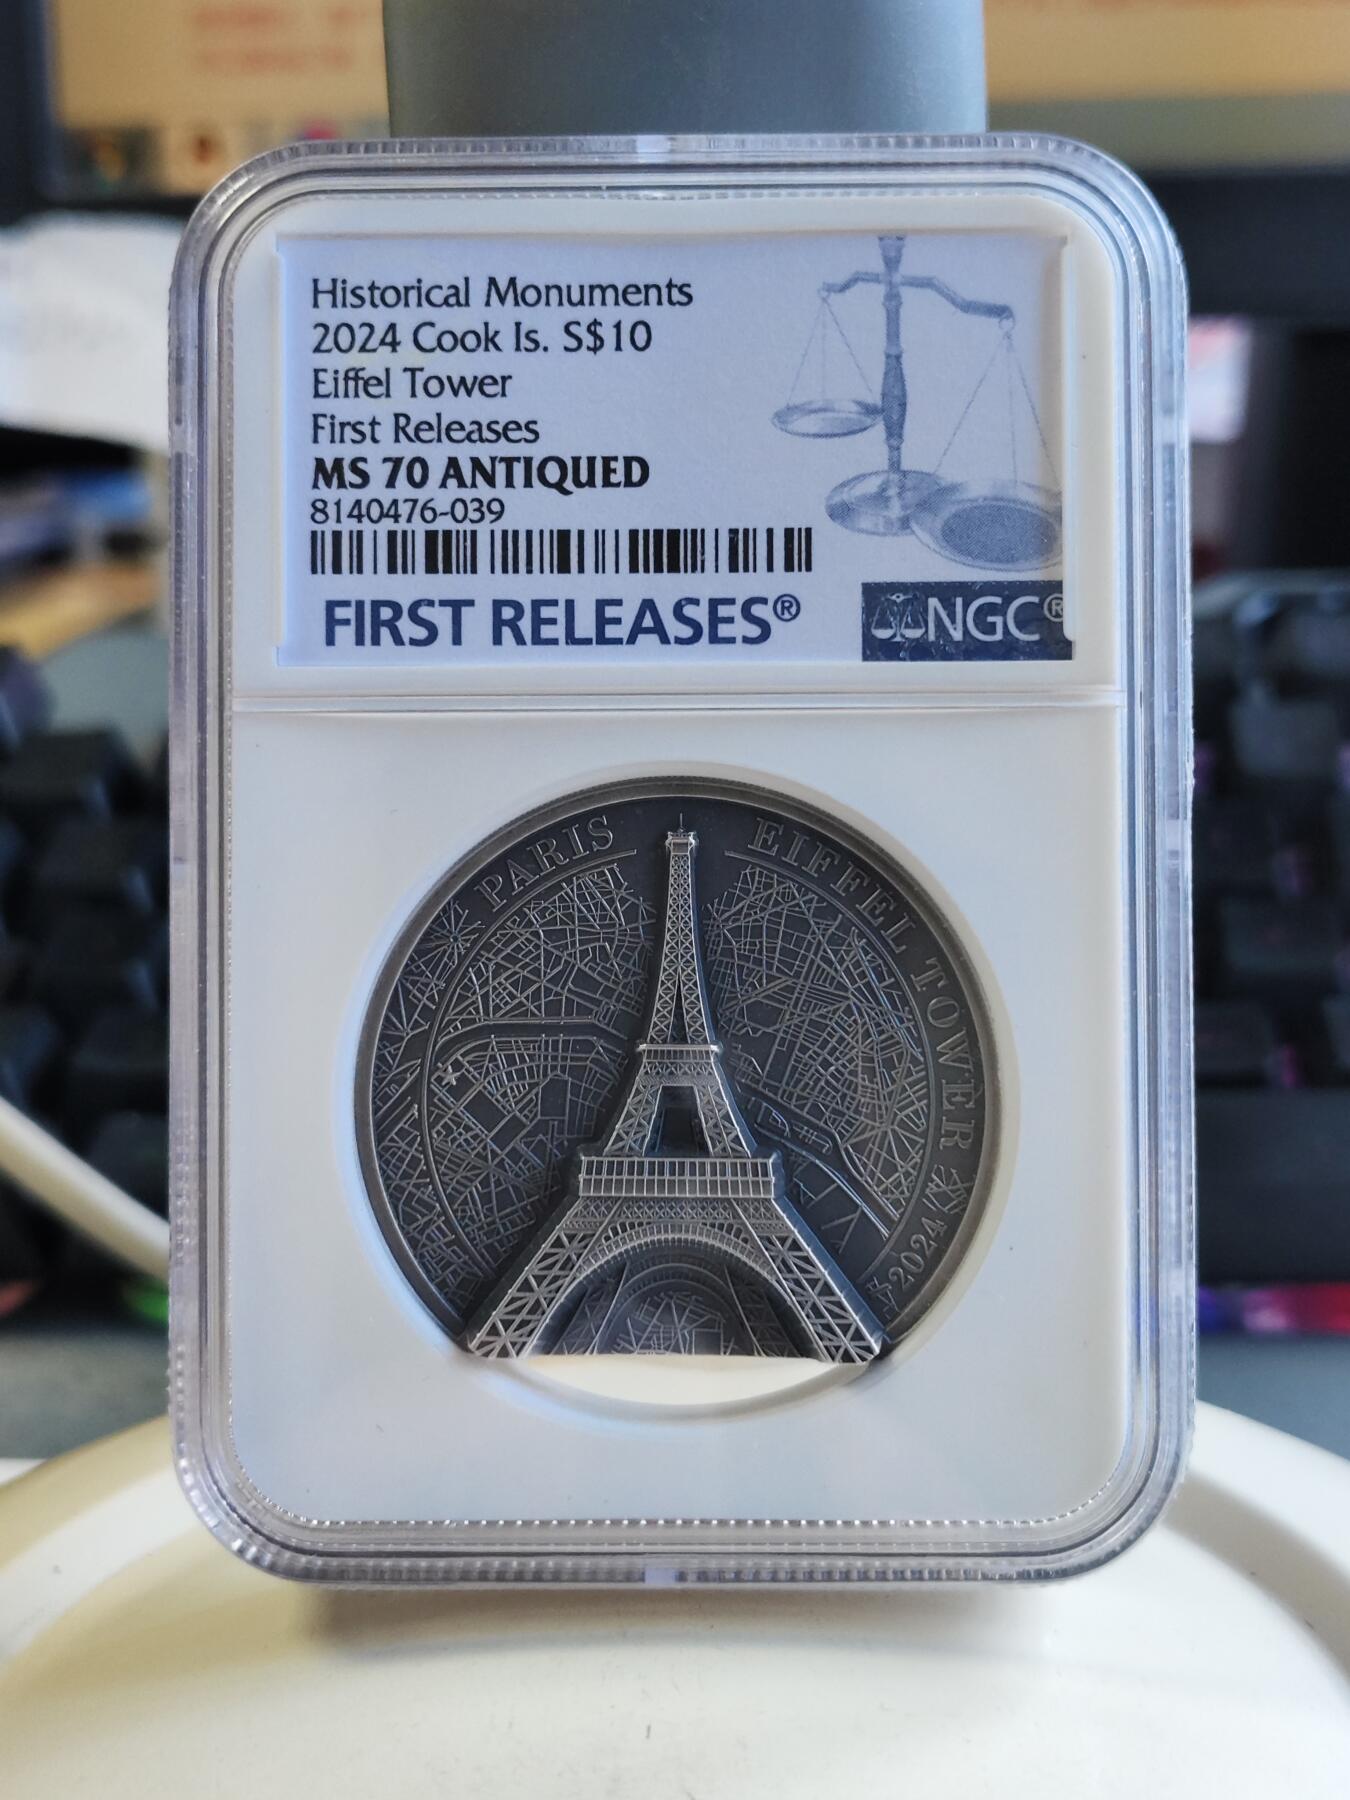 Historical Monuments
2024 Cook Is. S$10
Eiffel Tower
First Releases
MS 70 ANTIQUED
8140476-039
FIRST RELEASES®
NGC®
PARIS
EIFFEL TOWER
2024